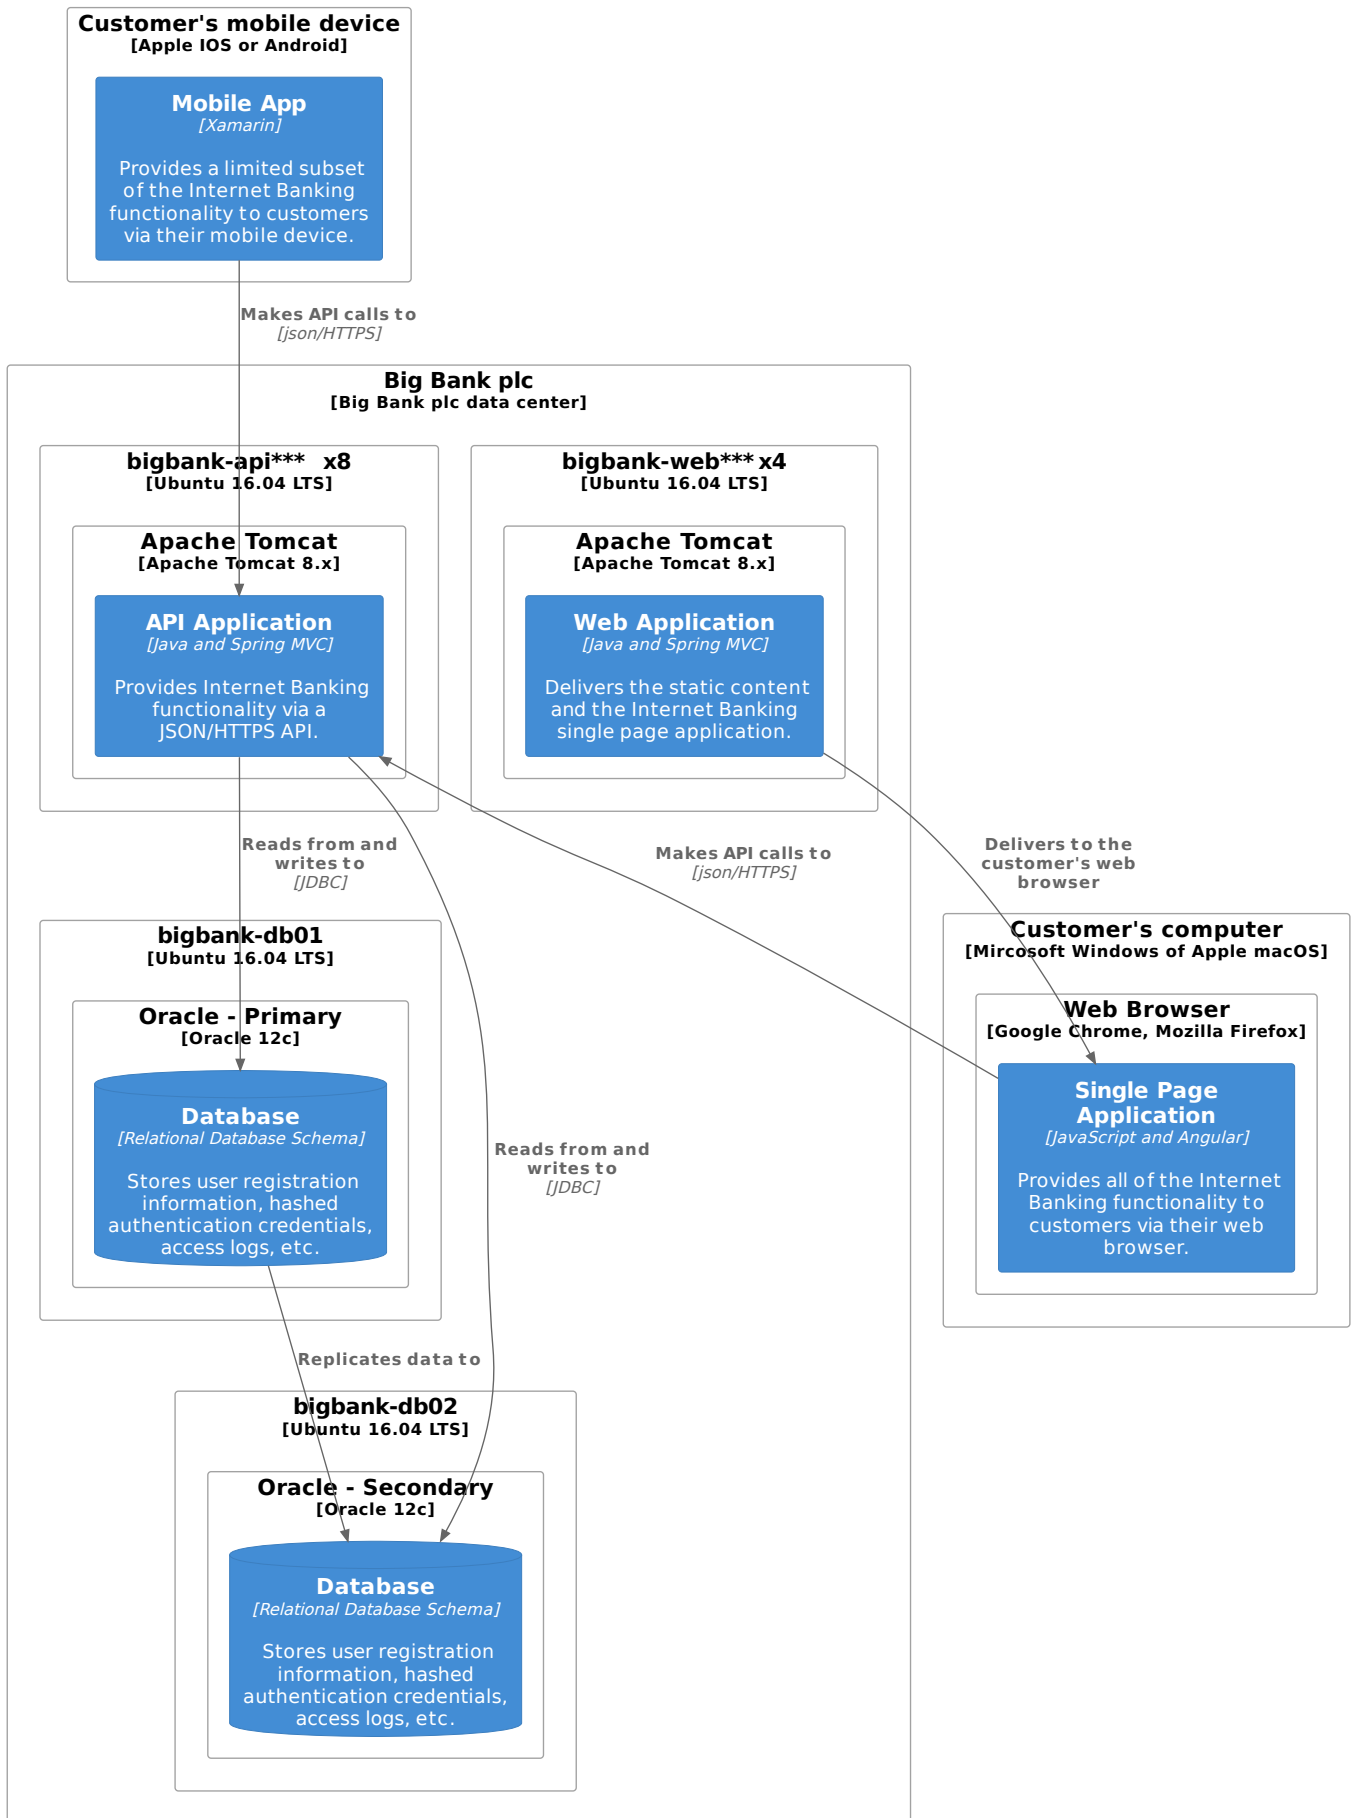 Customer's mobile device
[Apple IOS or Android]
Mobile App
[Xamarin]
Provides a limited subset
of the Internet Banking
functionality to customers
via their mobile device.
Makes API calls to
[json/HTTPS]
Big Bank plc
[Big Bank plc data center]
bigbank-api*** x8
[Ubuntu 16.04 LTS]
Apache Tomcat
[Apache Tomcat 8.x]
API Application
[Java and Spring MVC]
Provides Internet Banking
functionality via a
JSON/HTTPS API.
bigbank-web*** x4
[Ubuntu 16.04 LTS]
Apache Tomcat
[Apache Tomcat 8.x]
Web Application
[Java and Spring MVC]
Delivers the static content
and the Internet Banking
single page application.
Reads from and
writes to
[JDBC]
Makes API calls to
[json/HTTPS]
Delivers to the
customer's web
browser
bigbank-db01
[Ubuntu 16.04 LTS]
Oracle - Primary
[Oracle 12c]
Database
[Relational Database Schema]
Stores user registration
information, hashed
authentication credentials,
access logs, etc.
Reads from and
writes to
[JDBC]
Customer's computer
[Mircosoft Windows of Apple macOS]
Web Browser
[Google Chrome, Mozilla Firefox]
Single Page
Application
[JavaScript and Angular]
Provides all of the Internet
Banking functionality to
customers via their web
browser.
Replicates data to
bigbank-db02
[Ubuntu 16.04 LTS]
Oracle - Secondary
[Oracle 12c]
Database
[Relational Database Schema]
Stores user registration
information, hashed
authentication credentials,
access logs, etc.